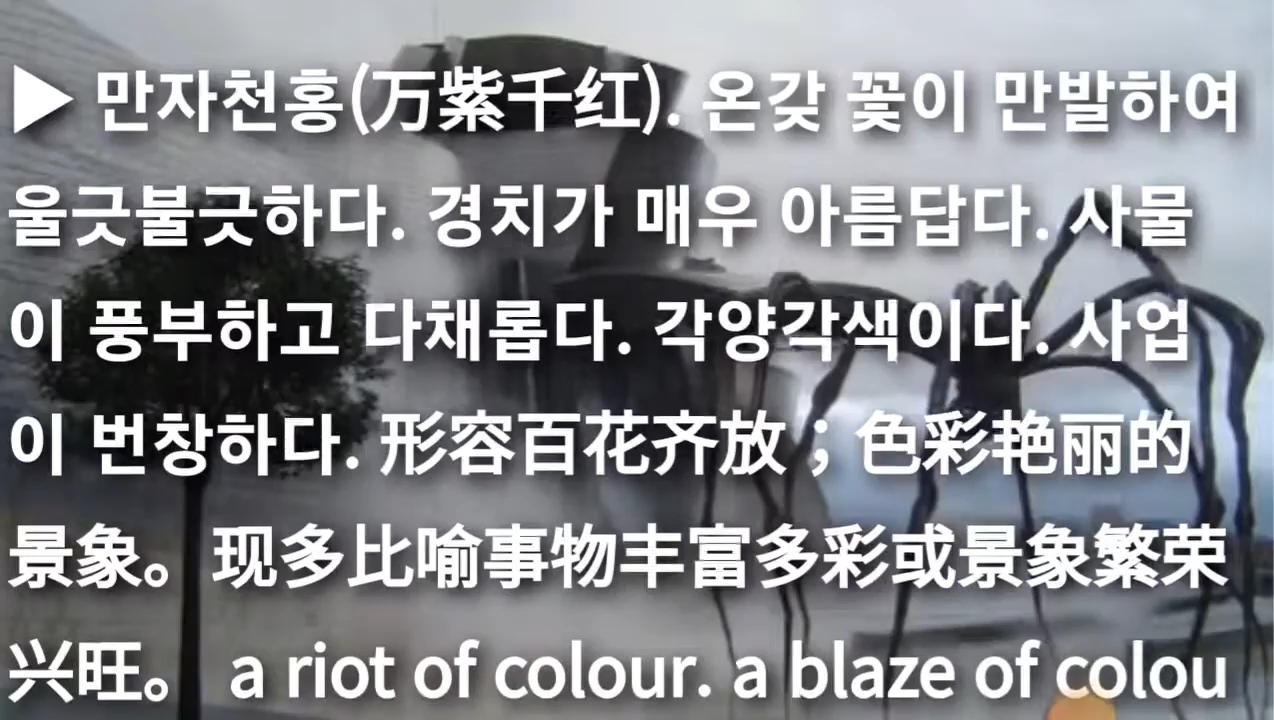 ▶ 만자천홍(万紫千红). 온갖 꽃이 만발하여
울긋불긋하다. 경치가 매우 아름답다. 사물
이 풍부하고 다채롭다. 각양각색이다. 사업
이 번창하다. 形容百花齐放；色彩艳丽的
景象。现多比喻事物丰富多彩或景象繁荣
兴旺。 a riot of colour. a blaze of colou